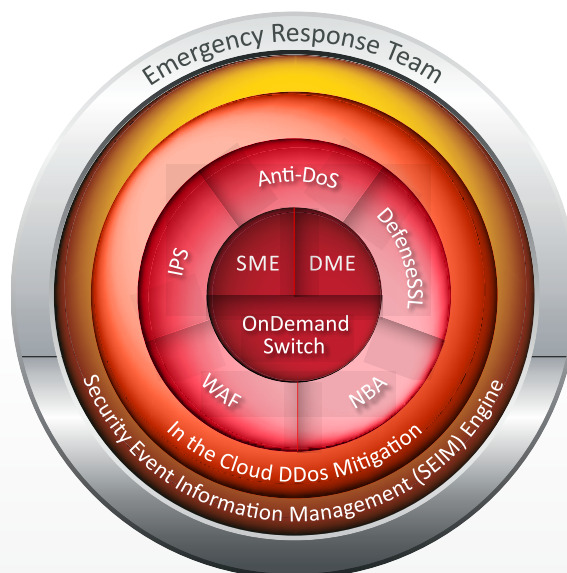 Emergency Response Team
Anti-DoS
IPS
DefenseSSL
SME
DME
OnDemand
Switch
WAF
NBA
In the Cloud DDos Mitigation
Security Event Information Management (SEIM) Engine